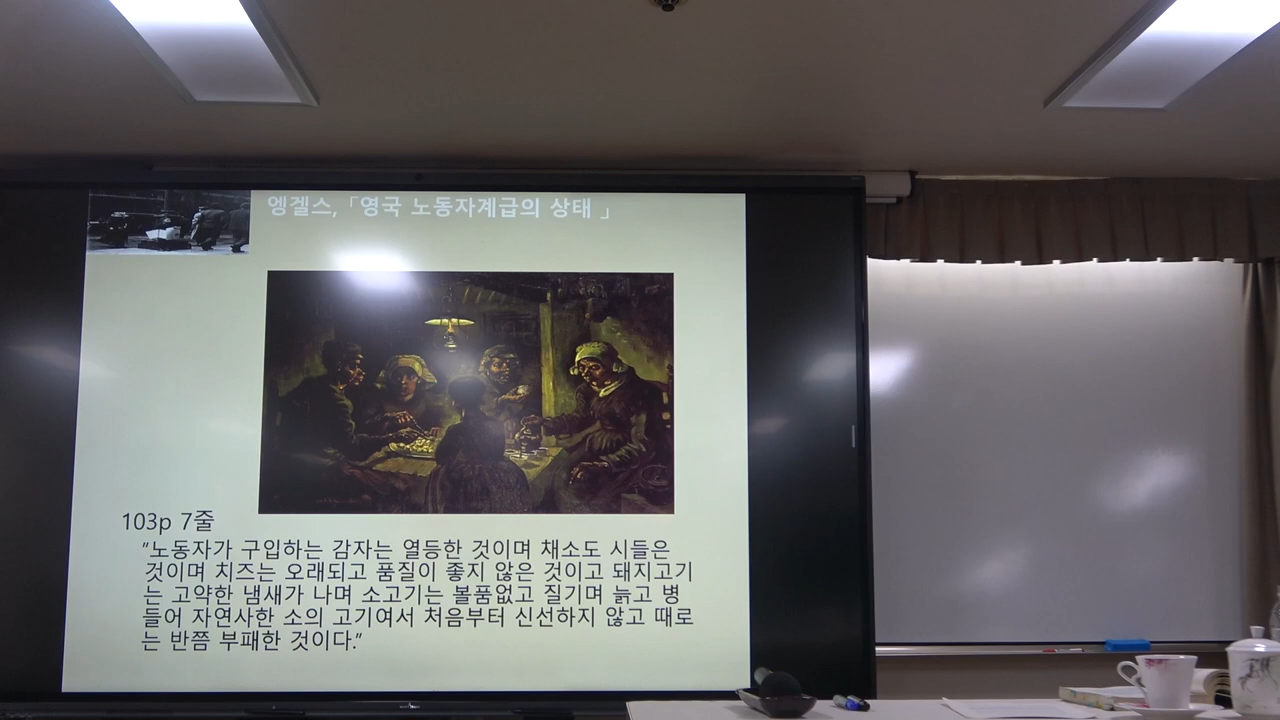 엥겔스, 「영국 노동자계급의 상태 」
103p 7줄
"노동자가 구입하는 감자는 열등한 것이며 채소도 시들은
것이며 치즈는 오래되고 품질이 좋지 않은 것이고 돼지고기
는 고약한 냄새가 나며 소고기는 볼품없고 질기며 늙고 병
들어 자연사한 소의 고기여서 처음부터 신선하지 않고 때로
는 반쯤 부패한 것이다."